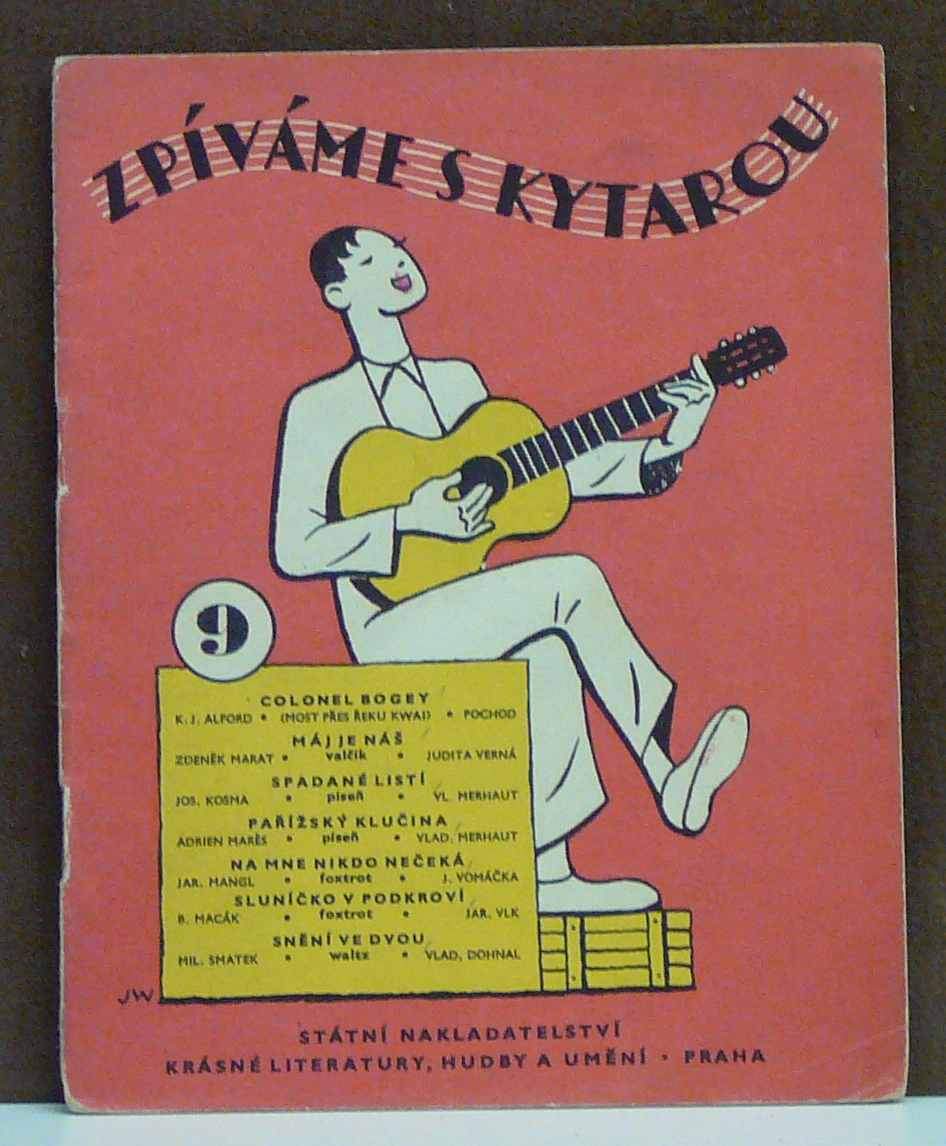 ZPÍVÁME S KYTAROU
9
COLONEL BOGEY
K. J. ALFORD • (MOST PŘES ŘEKU KWAI) • POCHOD
MÁJ JE NÁŠ
ZDENĚK MARAT • valčík • JUDITA VERNÁ
SPADANÉ LISTÍ
JOS. KOSMA • píseň • VL. MERHAUT
PAŘÍŽSKÝ KLUČINA
ADRIEN MARÈS • píseň • VLAD. MERHAUT
NA MNE NIKDO NEČEKÁ
JAR. MANGL • foxtrot • J. VOMÁČKA
SLUNÍČKO V PODKROVÍ
B. MACÁK • foxtrot • JAR. VLK
SNĚNÍ VE DVOU
MIL. SMATEK • waltz • VLAD. DOHNAL
JW
STÁTNÍ NAKLADATELSTVÍ
KRÁSNÉ LITERATURY, HUDBY A UMĚNÍ • PRAHA